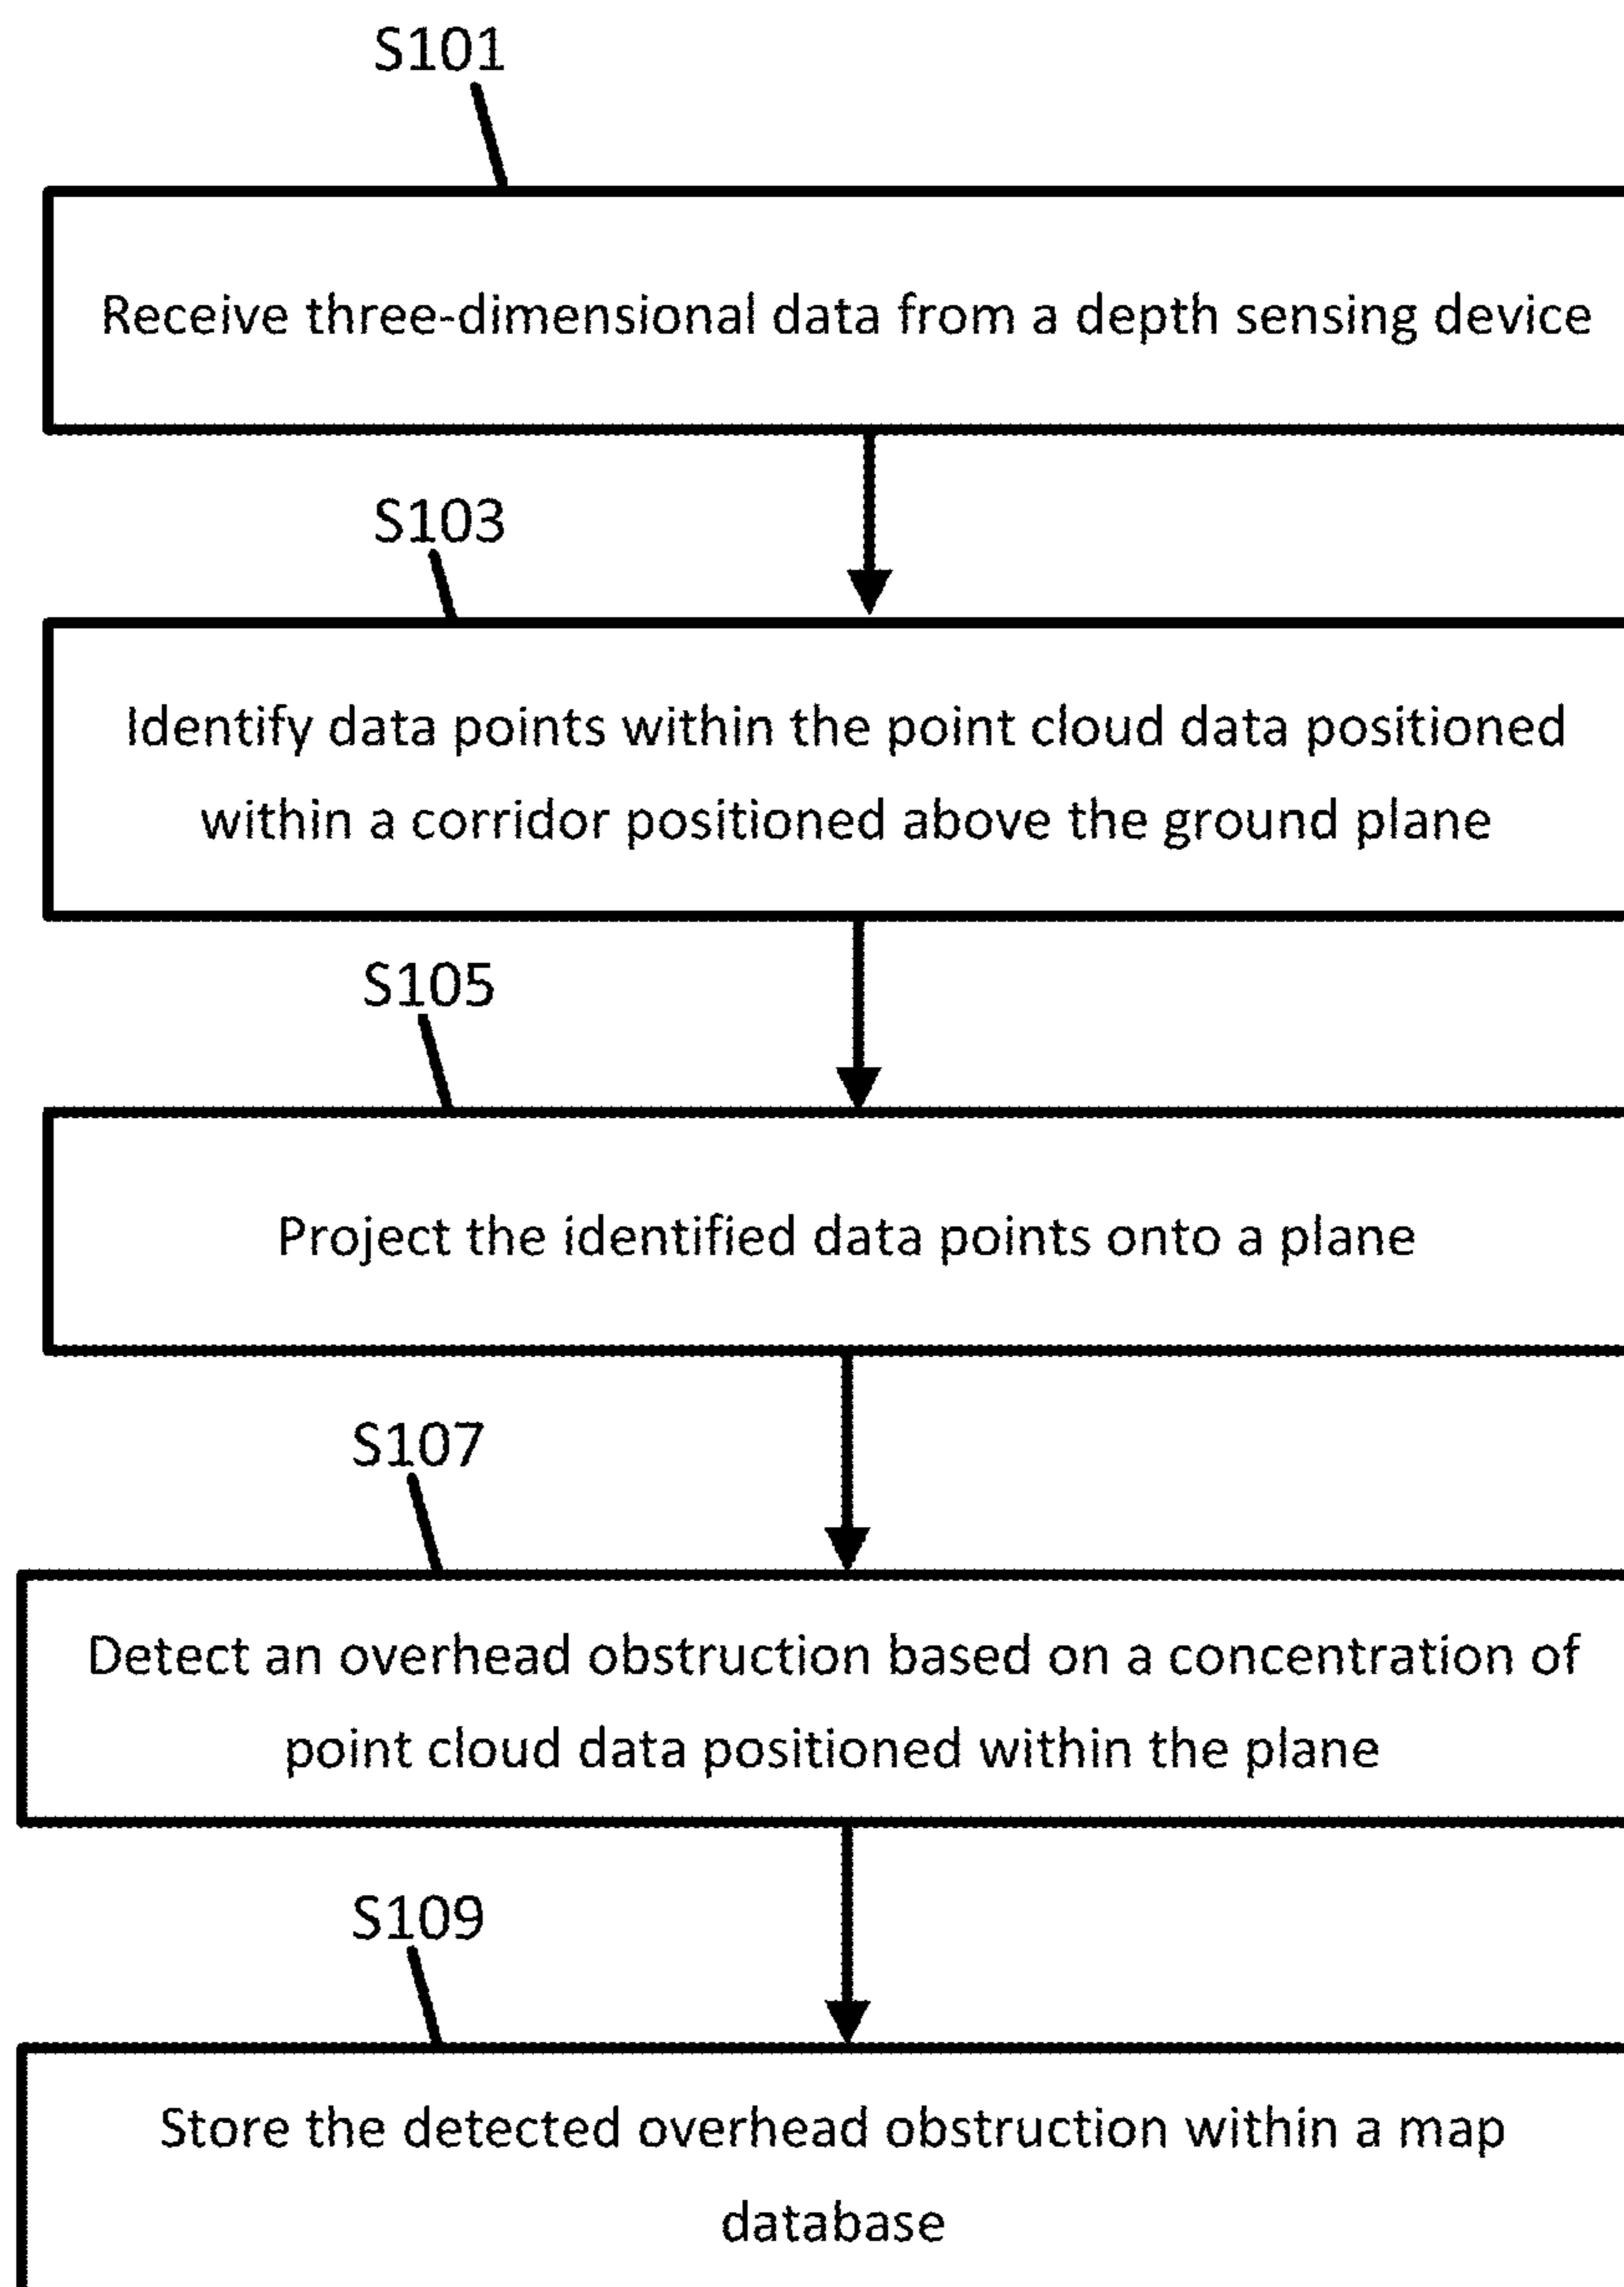 S101
Receive three-dimensional data from a depth sensing device
S103
Identify data points within the point cloud data positioned
within a corridor positioned above the ground plane
S105
Project the identified data points onto a plane
S107
Detect an overhead obstruction based on a concentration of
point cloud data positioned within the plane
S109
Store the detected overhead obstruction within a map
database